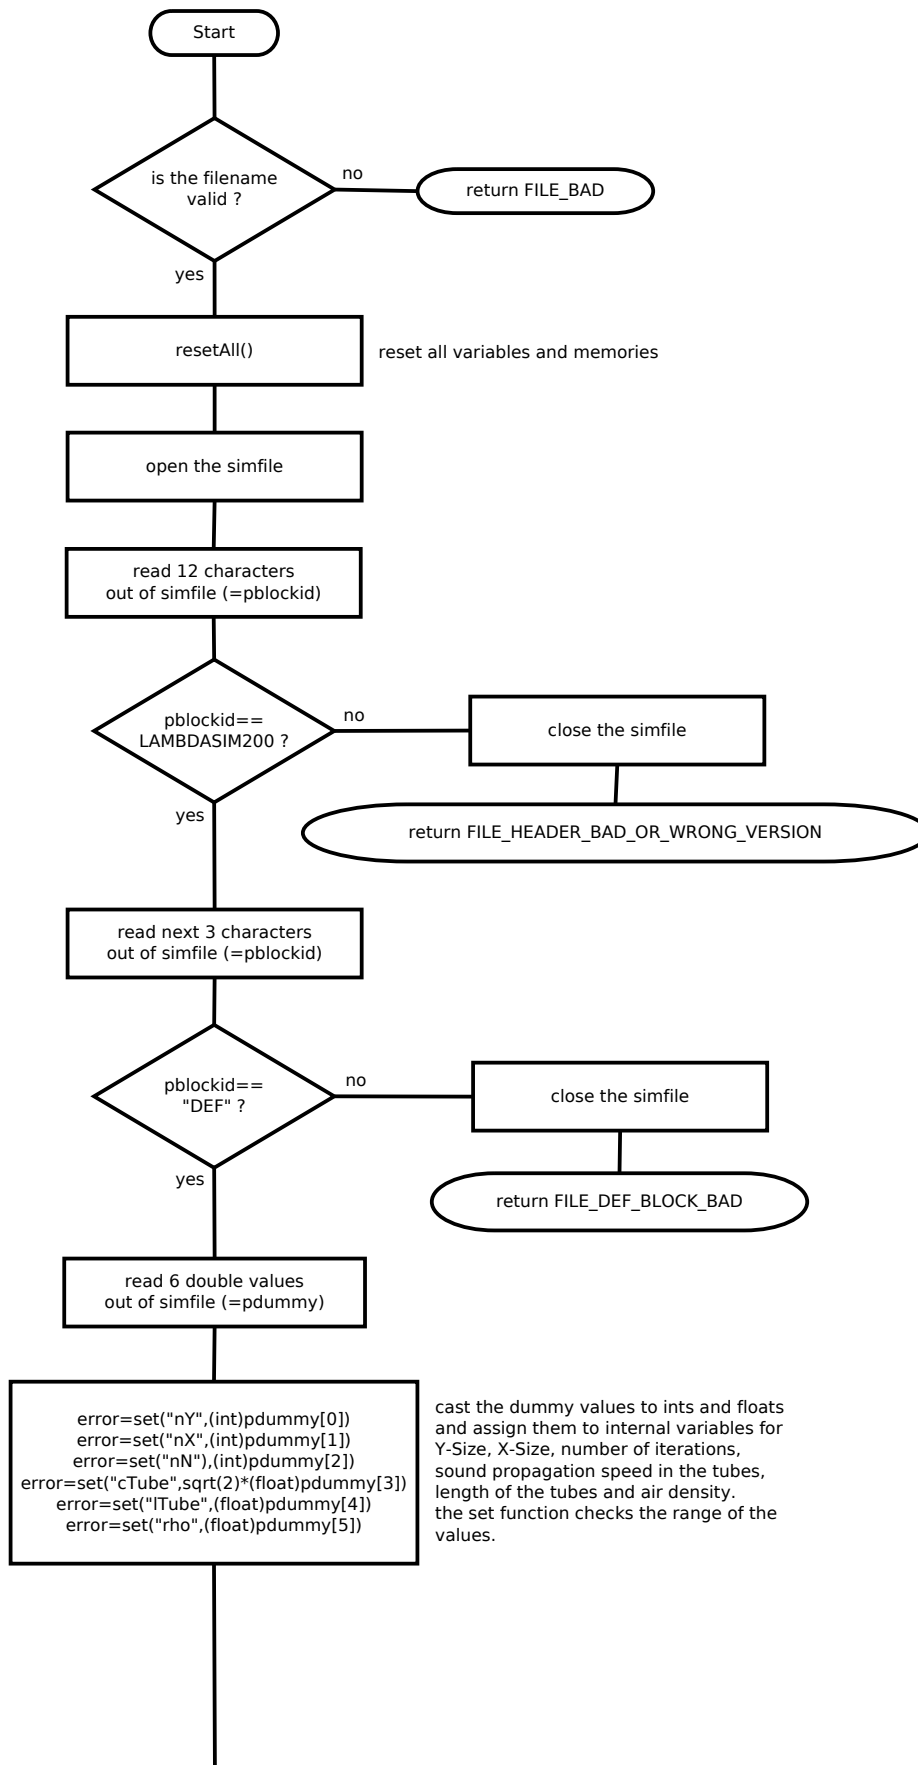 Start
is the filename
valid ?
no
return FILE_BAD
yes
resetAll()
reset all variables and memories
open the simfile
read 12 characters
out of simfile (=pblockid)
pblockid==
LAMBDASIM200 ?
no
close the simfile
yes
return FILE_HEADER_BAD_OR_WRONG_VERSION
read next 3 characters
out of simfile (=pblockid)
pblockid==
"DEF" ?
no
close the simfile
yes
return FILE_DEF_BLOCK_BAD
read 6 double values
out of simfile (=pdummy)
error=set("nY",(int)pdummy[0])
error=set("nX",(int)pdummy[1])
error=set("nN"),(int)pdummy[2])
error=set("cTube",sqrt(2)*(float)pdummy[3])
error=set("lTube",(float)pdummy[4])
error=set("rho",(float)pdummy[5])
cast the dummy values to ints and floats
and assign them to internal variables for
Y-Size, X-Size, number of iterations,
sound propagation speed in the tubes,
length of the tubes and air density.
the set function checks the range of the
values.